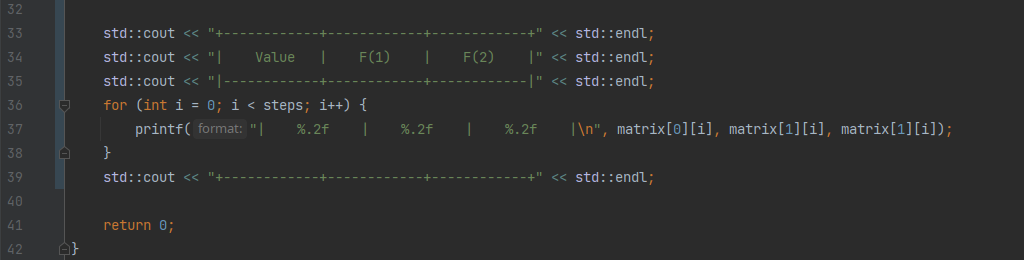 32
33 std::cout << "+------------+------------+------------+" << std::endl;
34 std::cout << "|    Value   |    F(1)    |    F(2)    |" << std::endl;
35 std::cout << "|------------+------------+------------|" << std::endl;
36 for (int i = 0; i < steps; i++) {
37 printf( format: "|    %.2f    |    %.2f    |    %.2f    |\n", matrix[0][i], matrix[1][i], matrix[1][i]);
38 }
39 std::cout << "+------------+------------+------------+" << std::endl;
40
41 return 0;
42 }